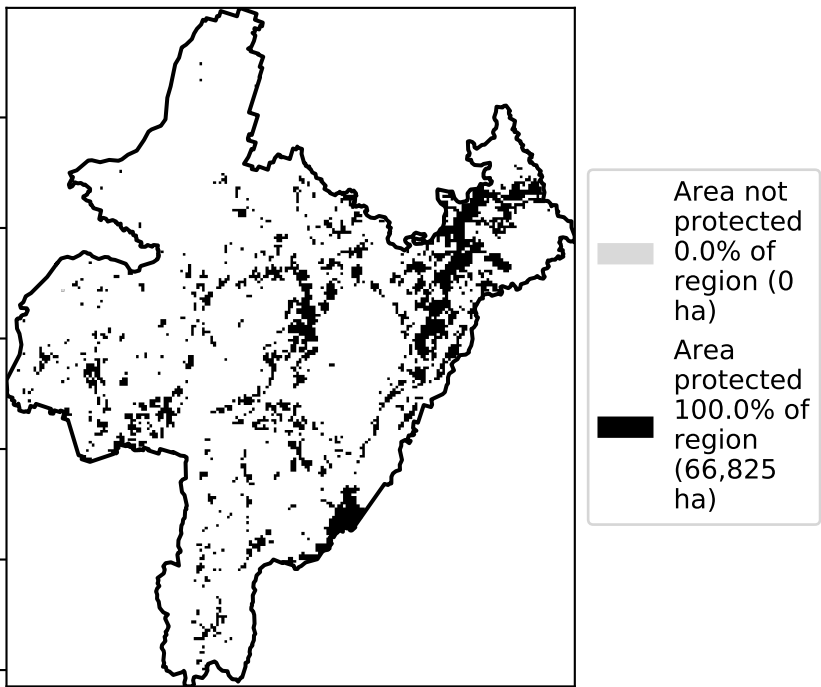 Area not
protected
0.0% of
region (0
ha)
Area
protected
100.0% of
region
(66,825
ha)